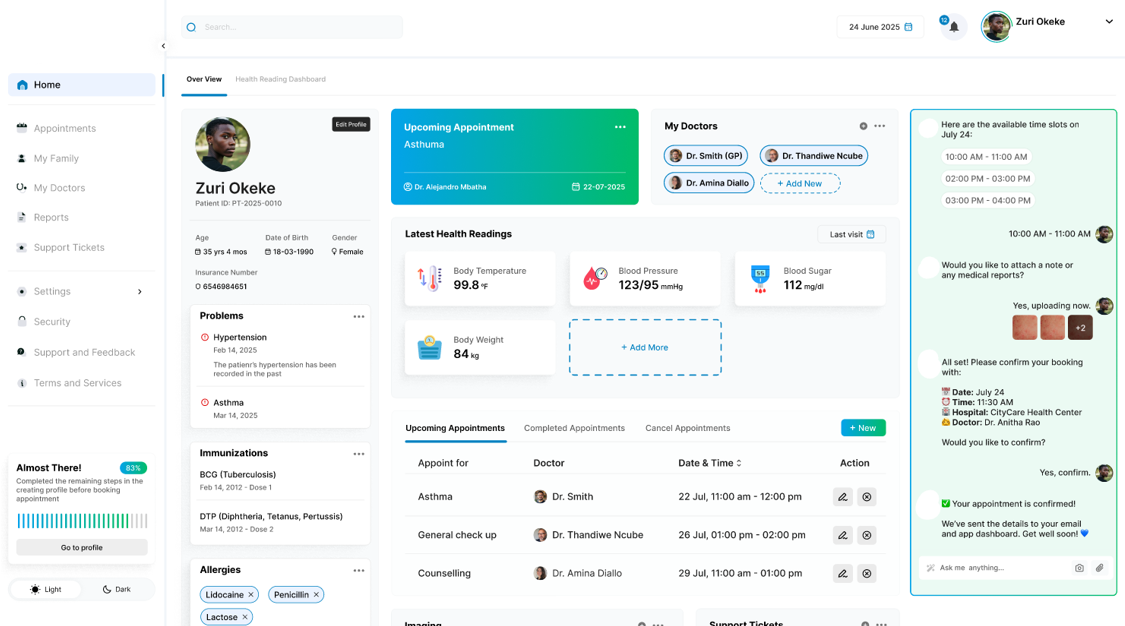 Search...
24 June 2025
12
Zuri Okeke
Home
Appointments
My Family
My Doctors
Reports
Support Tickets
Settings
Security
Support and Feedback
Terms and Services
Almost There!
83%
Completed the remaining steps in the
creating profile before booking
appointment
Go to profile
Light
Dark
Over View
Health Reading Dashboard
Edit Profile
Zuri Okeke
Patient ID: PT-2025-0010
Age
Date of Birth
Gender
35 yrs 4 mos
18-03-1990
Female
Insurance Number
6546984651
Problems
Hypertension
Feb 14, 2025
The patienr's hypertension has been
recorded in the past
Asthma
Mar 14, 2025
Immunizations
BCG (Tuberculosis)
Feb 14, 2012 - Dose 1
DTP (Diphtheria, Tetanus, Pertussis)
Mar 14, 2012 - Dose 2
Allergies
Lidocaine ×
Penicillin ×
Lactose ×
Upcoming Appointment
Asthuma
Dr. Alejandro Mbatha
22-07-2025
My Doctors
Dr. Smith (GP)
Dr. Thandiwe Ncube
Dr. Amina Diallo
+ Add New
Latest Health Readings
Last visit
Body Temperature
99.8 °F
Blood Pressure
123/95 mmHg
Blood Sugar
112 mg/dl
Body Weight
84 kg
+ Add More
Upcoming Appointments
Completed Appointments
Cancel Appointments
+ New
Appoint for
Doctor
Date & Time
Action
Asthma
Dr. Smith
22 Jul, 11:00 am - 12:00 pm
General check up
Dr. Thandiwe Ncube
26 Jul, 01:00 pm - 02:00 pm
Counselling
Dr. Amina Diallo
29 Jul, 11:00 am - 01:00 pm
Imaging
Support Tickets
Here are the available time slots on
July 24:
10:00 AM - 11:00 AM
02:00 PM - 03:00 PM
03:00 PM - 04:00 PM
10:00 AM - 11:00 AM
Would you like to attach a note or
any medical reports?
Yes, uploading now.
+2
All set! Please confirm your booking
with:
📅 Date: July 24
⏰ Time: 11:30 AM
🏥 Hospital: CityCare Health Center
Doctor: Dr. Anitha Rao
Would you like to confirm?
Yes, confirm.
✅ Your appointment is confirmed!
We've sent the details to your email
and app dashboard. Get well soon! 💙
Ask me anything...